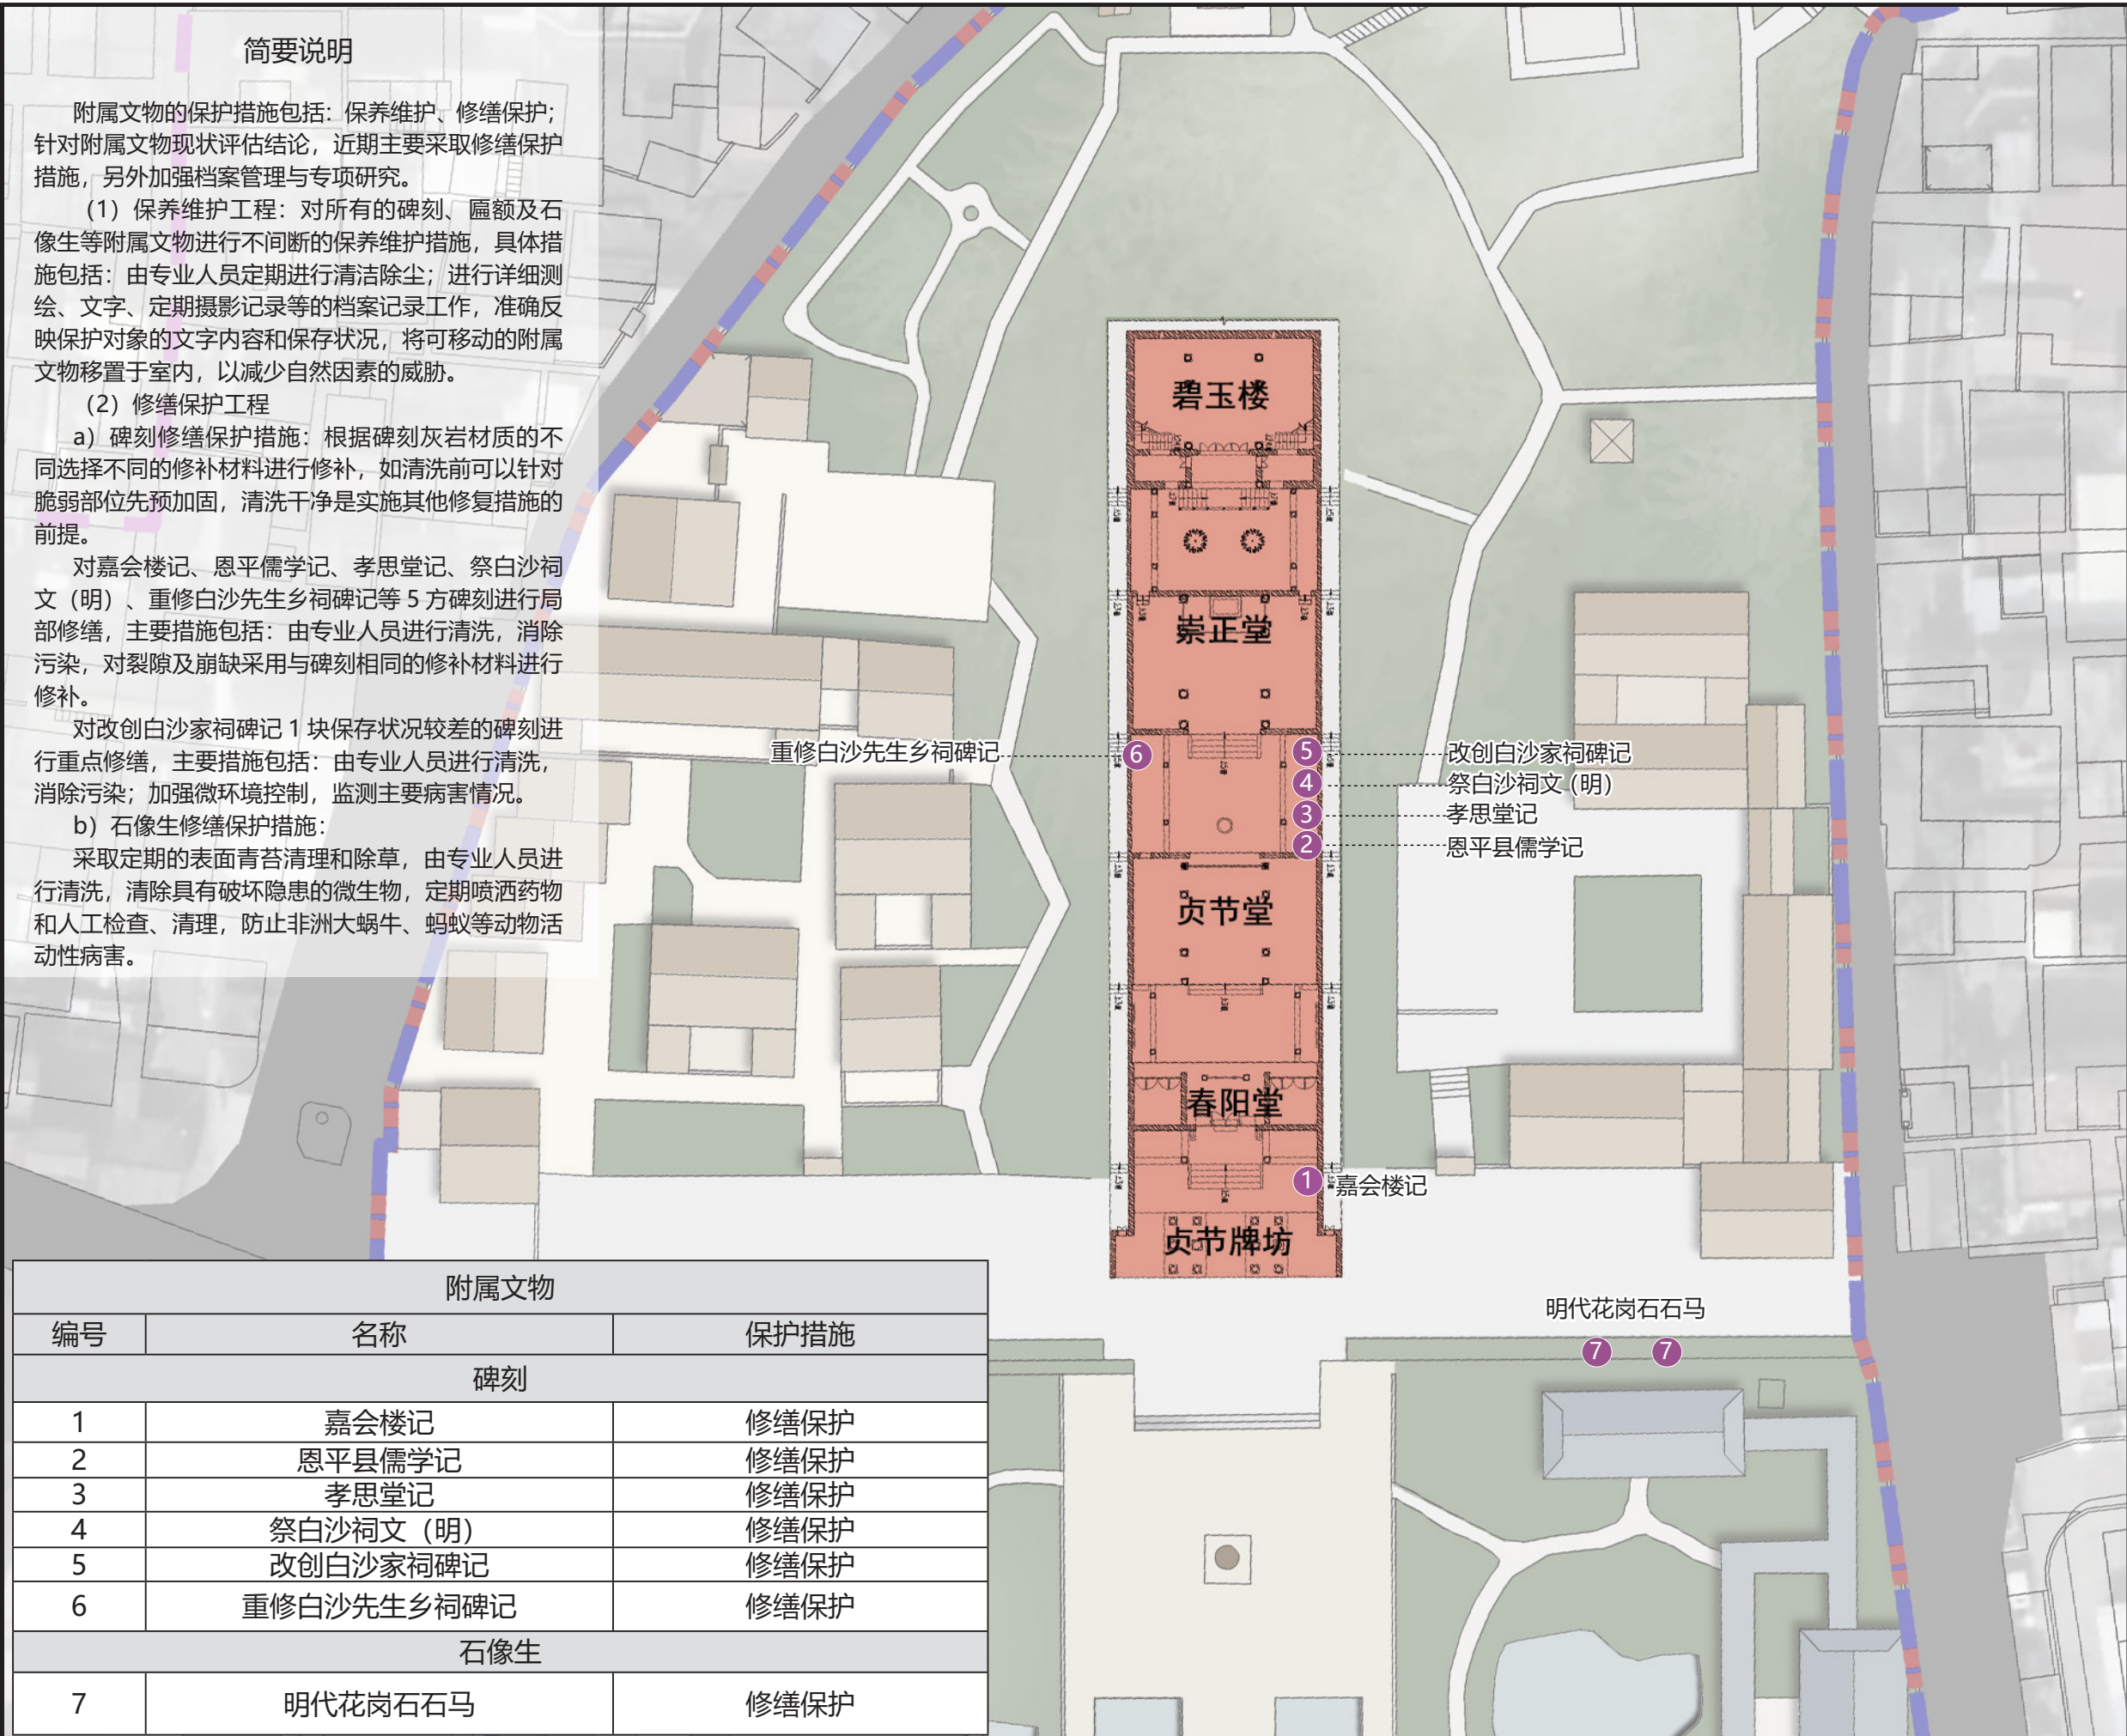 简要说明
附属文物的保护措施包括：保养维护、修缮保护；
针对附属文物现状评估结论，近期主要采取修缮保护
措施，另外加强档案管理与专项研究。
（1）保养维护工程：对所有的碑刻、匾额及石
像生等附属文物进行不间断的保养维护措施，具体措
施包括：由专业人员定期进行清洁除尘；进行详细测
绘、文字、定期摄影记录等的档案记录工作，准确反
映保护对象的文字内容和保存状况，将可移动的附属
文物移置于室内，以减少自然因素的威胁。
（2）修缮保护工程
a）碑刻修缮保护措施：根据碑刻灰岩材质的不
同选择不同的修补材料进行修补，如清洗前可以针对
脆弱部位先预加固，清洗干净是实施其他修复措施的
前提。
对嘉会楼记、恩平儒学记、孝思堂记、祭白沙祠
文（明）、重修白沙先生乡祠碑记等 5 方碑刻进行局
部修缮，主要措施包括：由专业人员进行清洗，消除
污染，对裂隙及崩缺采用与碑刻相同的修补材料进行
修补。
对改创白沙家祠碑记 1 块保存状况较差的碑刻进
行重点修缮，主要措施包括：由专业人员进行清洗，
消除污染；加强微环境控制，监测主要病害情况。
b）石像生修缮保护措施：
采取定期的表面青苔清理和除草，由专业人员进
行清洗，清除具有破坏隐患的微生物，定期喷洒药物
和人工检查、清理，防止非洲大蜗牛、蚂蚁等动物活
动性病害。
碧玉楼
崇正堂
重修白沙先生乡祠碑记
6
5
改创白沙家祠碑记
4
祭白沙祠文（明）
3
孝思堂记
2
恩平县儒学记
贞节堂
春阳堂
1
嘉会楼记
贞节牌坊
明代花岗石石马
7
7
附属文物
编号 名称 保护措施
碑刻
1 嘉会楼记 修缮保护
2 恩平县儒学记 修缮保护
3 孝思堂记 修缮保护
4 祭白沙祠文（明） 修缮保护
5 改创白沙家祠碑记 修缮保护
6 重修白沙先生乡祠碑记 修缮保护
石像生
7 明代花岗石石马 修缮保护